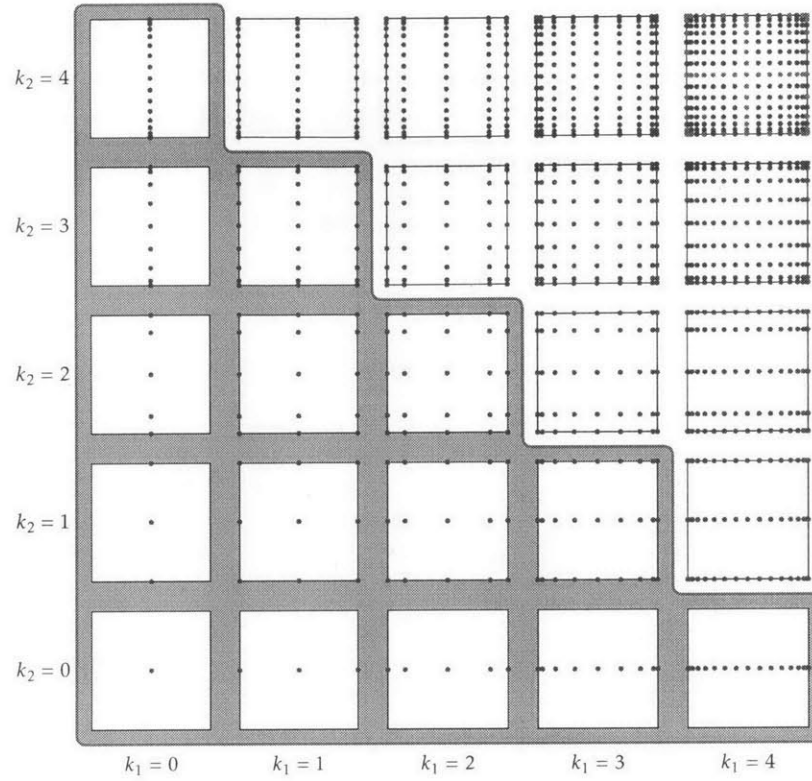 k₂ = 4
k₂ = 3
k₂ = 2
k₂ = 1
k₂ = 0
k₁ = 0 k₁ = 1 k₁ = 2 k₁ = 3 k₁ = 4